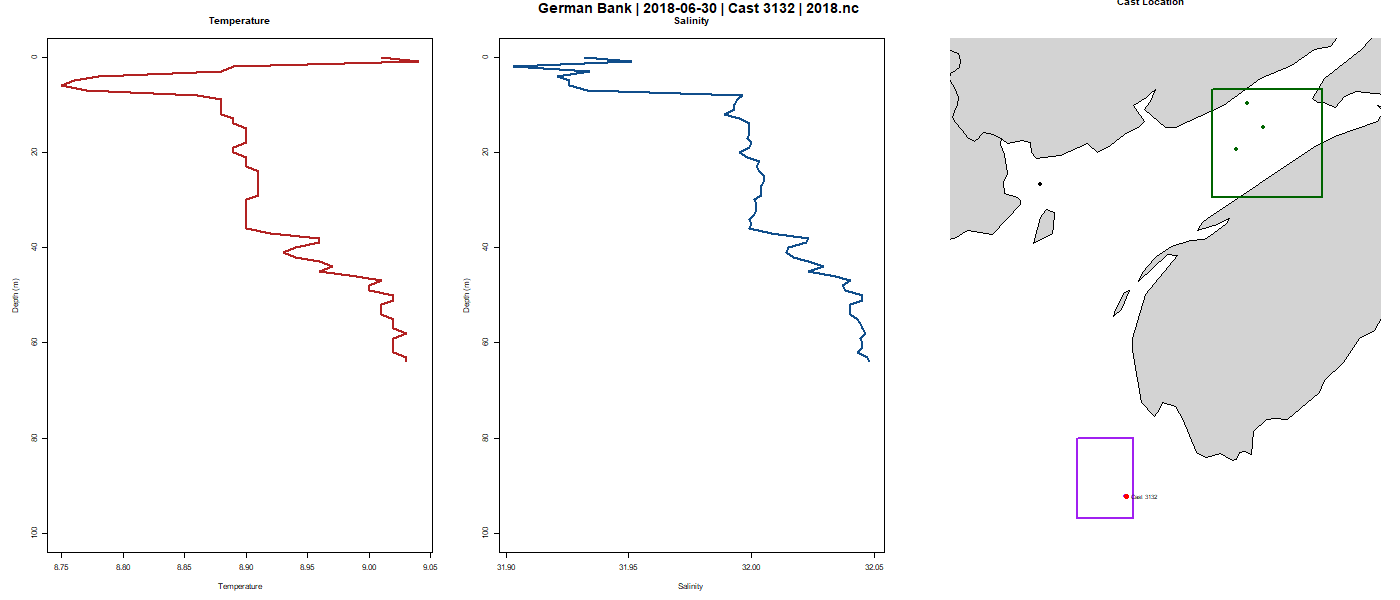 German Bank | 2018-06-30 | Cast 3132 | 2018.nc
Temperature
Salinity
Cast Location
0
20
40
60
80
100
Depth (m)
8.75 8.80 8.85 8.90 8.95 9.00 9.05
Temperature
0
20
40
60
80
100
Depth (m)
31.90 31.95 32.00 32.05
Salinity
Cast 3132